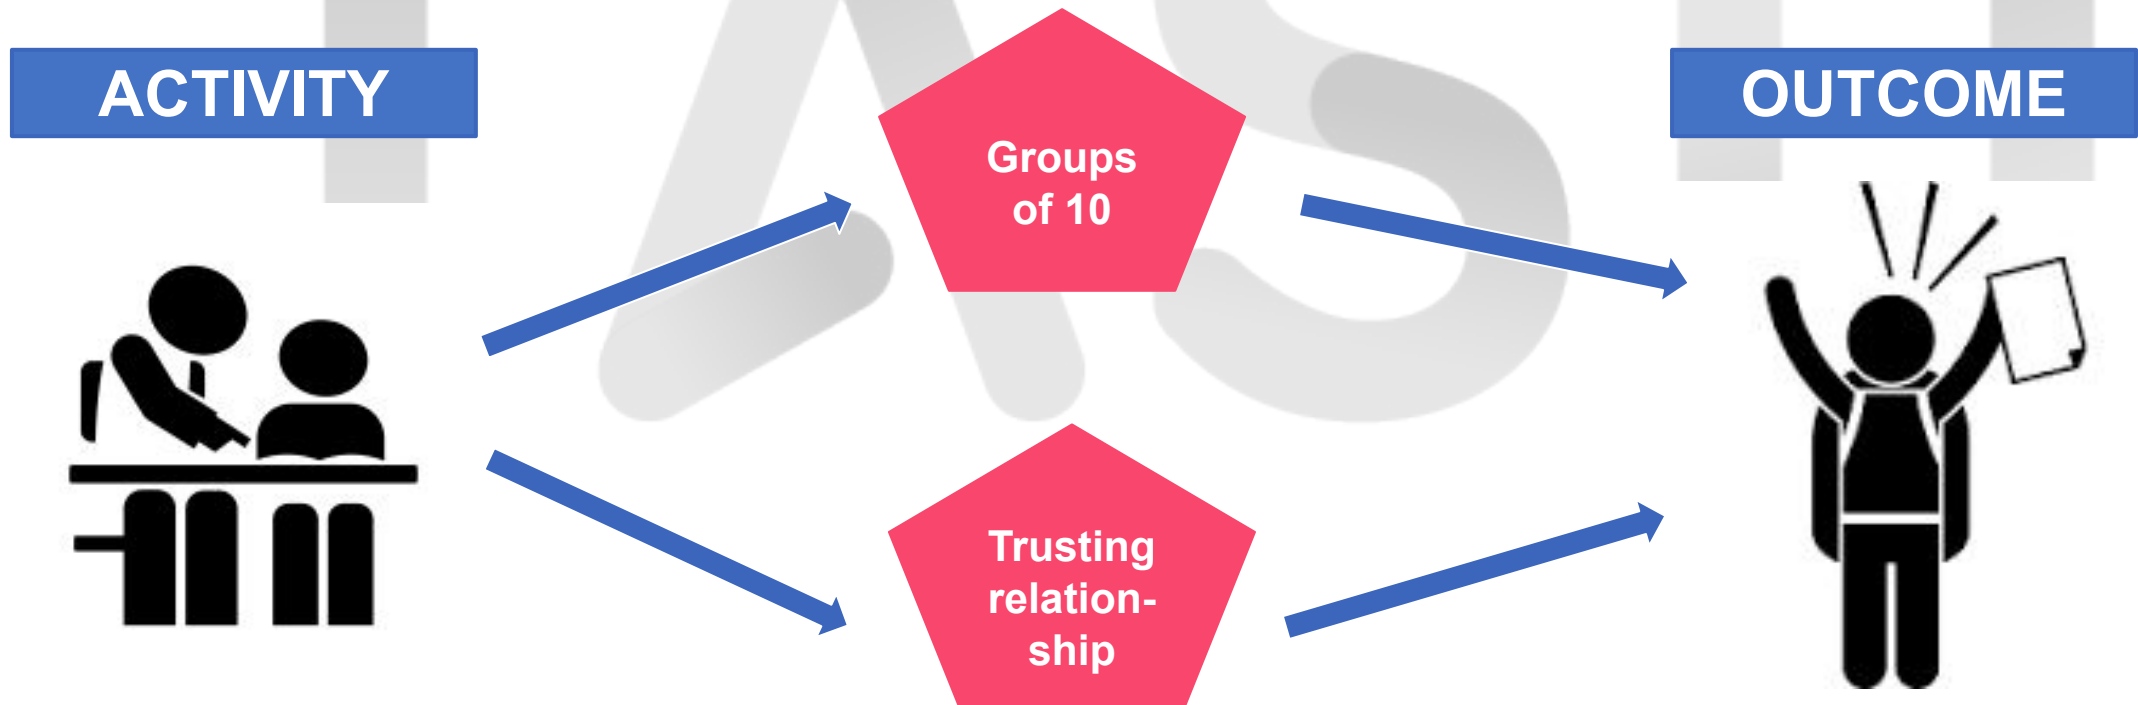 ACTIVITY
Groups
of 10
OUTCOME
Trusting
relation-
ship